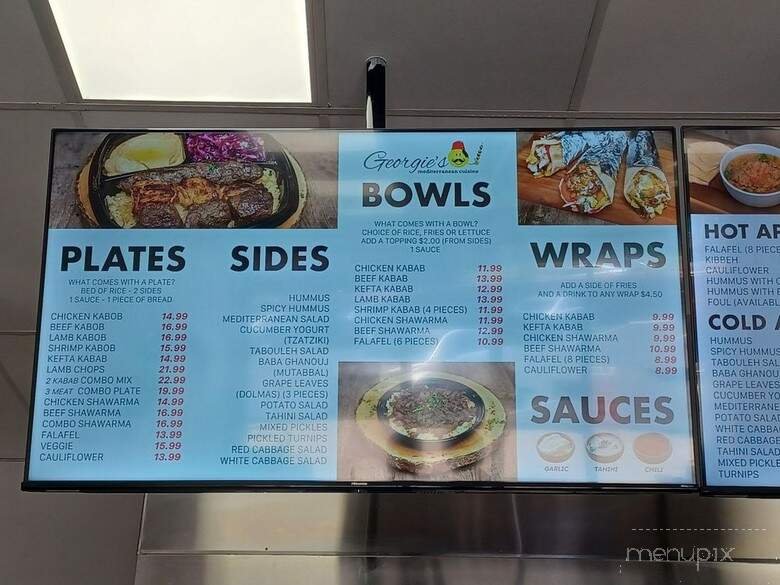 Georgie's
mediterranean cuisine
PLATES
WHAT COMES WITH A PLATE?
BED OF RICE - 2 SIDES
1 SAUCE - 1 PIECE OF BREAD
CHICKEN KABOB 14.99
BEEF KABOB 16.99
LAMB KABOB 16.99
SHRIMP KABOB 15.99
KEFTA KABAB 14.99
LAMB CHOPS 21.99
2 KABAB COMBO MIX 22.99
3 MEAT COMBO PLATE 19.99
CHICKEN SHAWARMA 14.99
BEEF SHAWARMA 16.99
COMBO SHAWARMA 16.99
FALAFEL 13.99
VEGGIE 15.99
CAULIFLOWER 13.99
SIDES
HUMMUS
SPICY HUMMUS
MEDITERRANEAN SALAD
CUCUMBER YOGURT
(TZATZIKI)
TABOULEH SALAD
BABA GHANOUJ
(MUTABBAL)
GRAPE LEAVES
(DOLMAS) (3 PIECES)
POTATO SALAD
TAHINI SALAD
MIXED PICKLES
PICKLED TURNIPS
RED CABBAGE SALAD
WHITE CABBAGE SALAD
BOWLS
WHAT COMES WITH A BOWL?
CHOICE OF RICE, FRIES OR LETTUCE
ADD A TOPPING $2.00 (FROM SIDES)
1 SAUCE
CHICKEN KABAB 11.99
BEEF KABAB 13.99
KEFTA KABAB 12.99
LAMB KABAB 13.99
SHRIMP KABAB (4 PIECES) 11.99
CHICKEN SHAWARMA 11.99
BEEF SHAWARMA 12.99
FALAFEL (6 PIECES) 10.99
WRAPS
ADD A SIDE OF FRIES
AND A DRINK TO ANY WRAP $4.50
CHICKEN KABAB 9.99
KEFTA KABAB 9.99
CHICKEN SHAWARMA 9.99
BEEF SHAWARMA 10.99
FALAFEL (8 PIECES) 8.99
CAULIFLOWER 8.99
SAUCES
GARLIC TAHINI CHILI
HOT AP
FALAFEL (8 PIECE
KIBBEH
CAULIFLOWER
HUMMUS WITH C
HUMMUS WITH B
FOUL (AVAILABL
COLD A
HUMMUS
SPICY HUMMUS
TABOULEH SAL
BABA GHANOU
GRAPE LEAVES
CUCUMBER YO
MEDITERRANE
POTATO SALAD
WHITE CABBA
RED CABBAGE
TAHINI SALAD
MIXED PICKLE
TURNIPS
Hisense
menupix